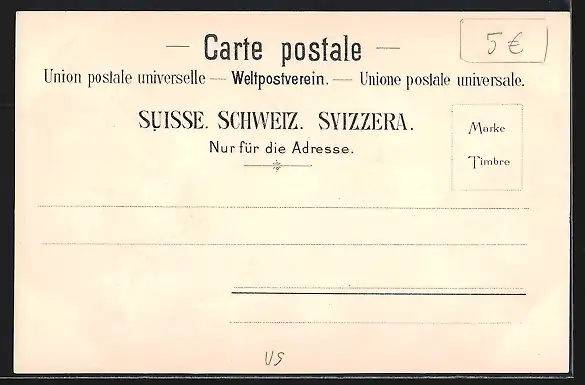 — Carte postale —
5 €
Union postale universelle — Weltpostverein. — Unione postale universale.
SUISSE. SCHWEIZ. SVIZZERA.
Nur für die Adresse.
Marke
Timbre
VS